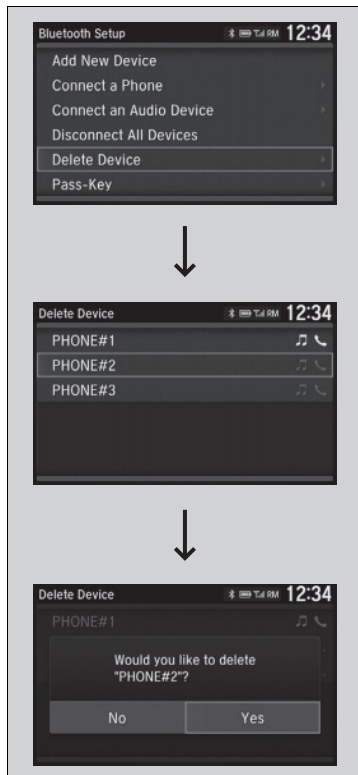 Bluetooth Setup 12:34
Add New Device
Connect a Phone
Connect an Audio Device
Disconnect All Devices
Delete Device
Pass-Key
Delete Device 12:34
PHONE#1
PHONE#2
PHONE#3
Delete Device 12:34
PHONE#1
Would you like to delete
"PHONE#2"?
No Yes